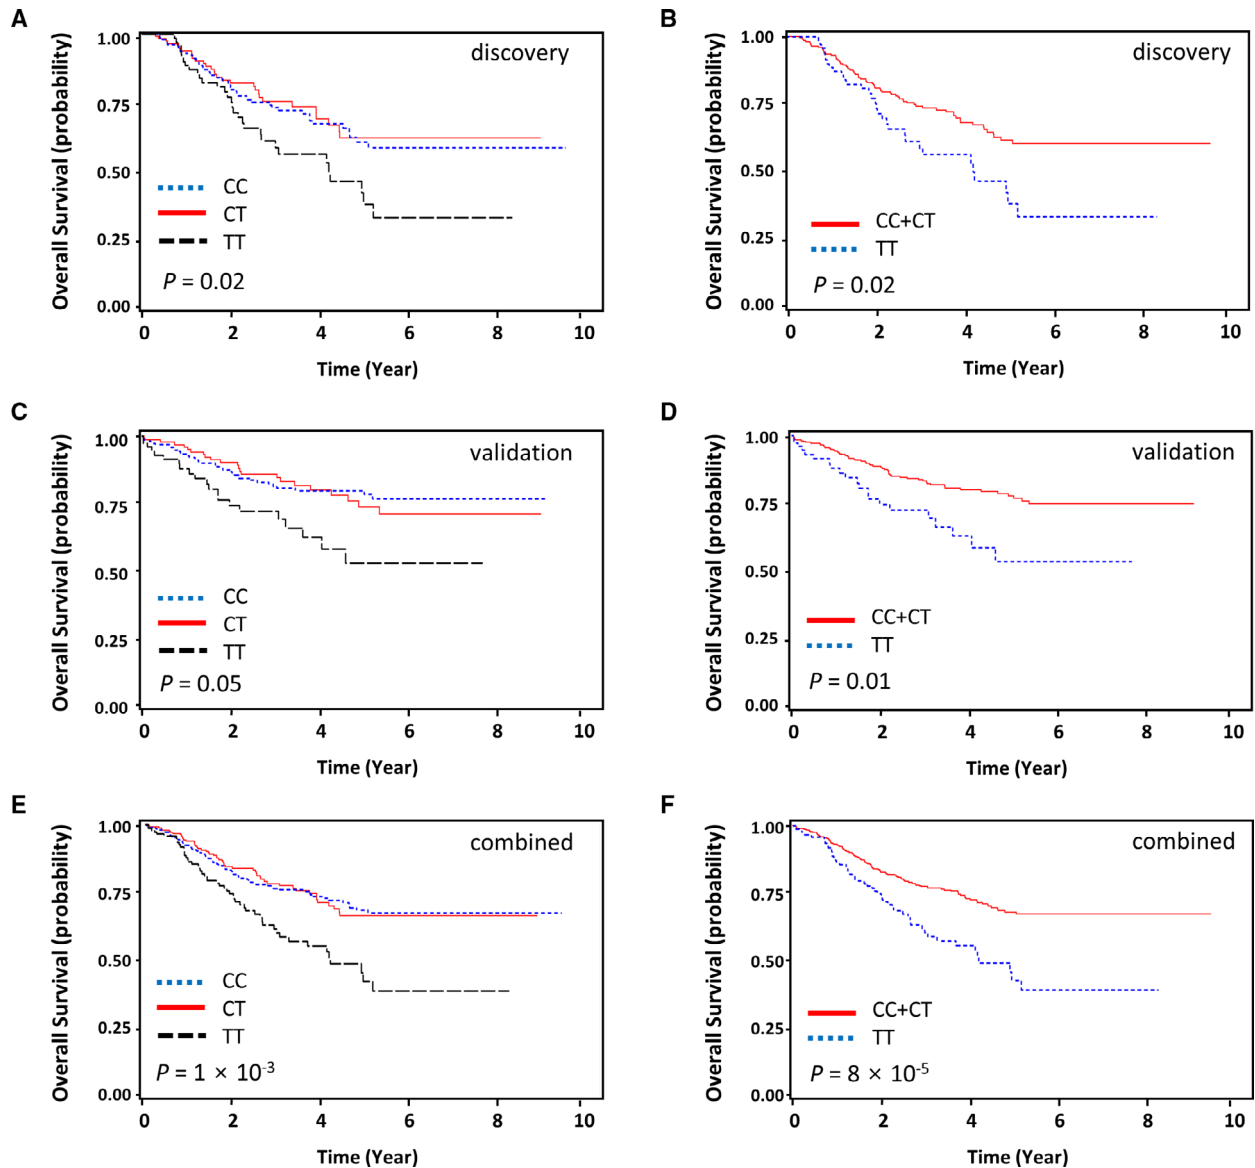 A
Overall Survival (probability)
1.00
0.75
0.50
0.25
0.00
discovery
CC
CT
TT
P = 0.02
0 2 4 6 8 10
Time (Year)
B
Overall Survival (probability)
1.00
0.75
0.50
0.25
0.00
discovery
CC+CT
TT
P = 0.02
0 2 4 6 8 10
Time (Year)
C
Overall Survival (probability)
1.00
0.75
0.50
0.25
0.00
validation
CC
CT
TT
P = 0.05
0 2 4 6 8 10
Time (Year)
D
Overall Survival (probability)
1.00
0.75
0.50
0.25
0.00
validation
CC+CT
TT
P = 0.01
0 2 4 6 8 10
Time (Year)
E
Overall Survival (probability)
1.00
0.75
0.50
0.25
0.00
combined
CC
CT
TT
P = 1 × 10⁻³
0 2 4 6 8 10
Time (Year)
F
Overall Survival (probability)
1.00
0.75
0.50
0.25
0.00
combined
CC+CT
TT
P = 8 × 10⁻⁵
0 2 4 6 8 10
Time (Year)